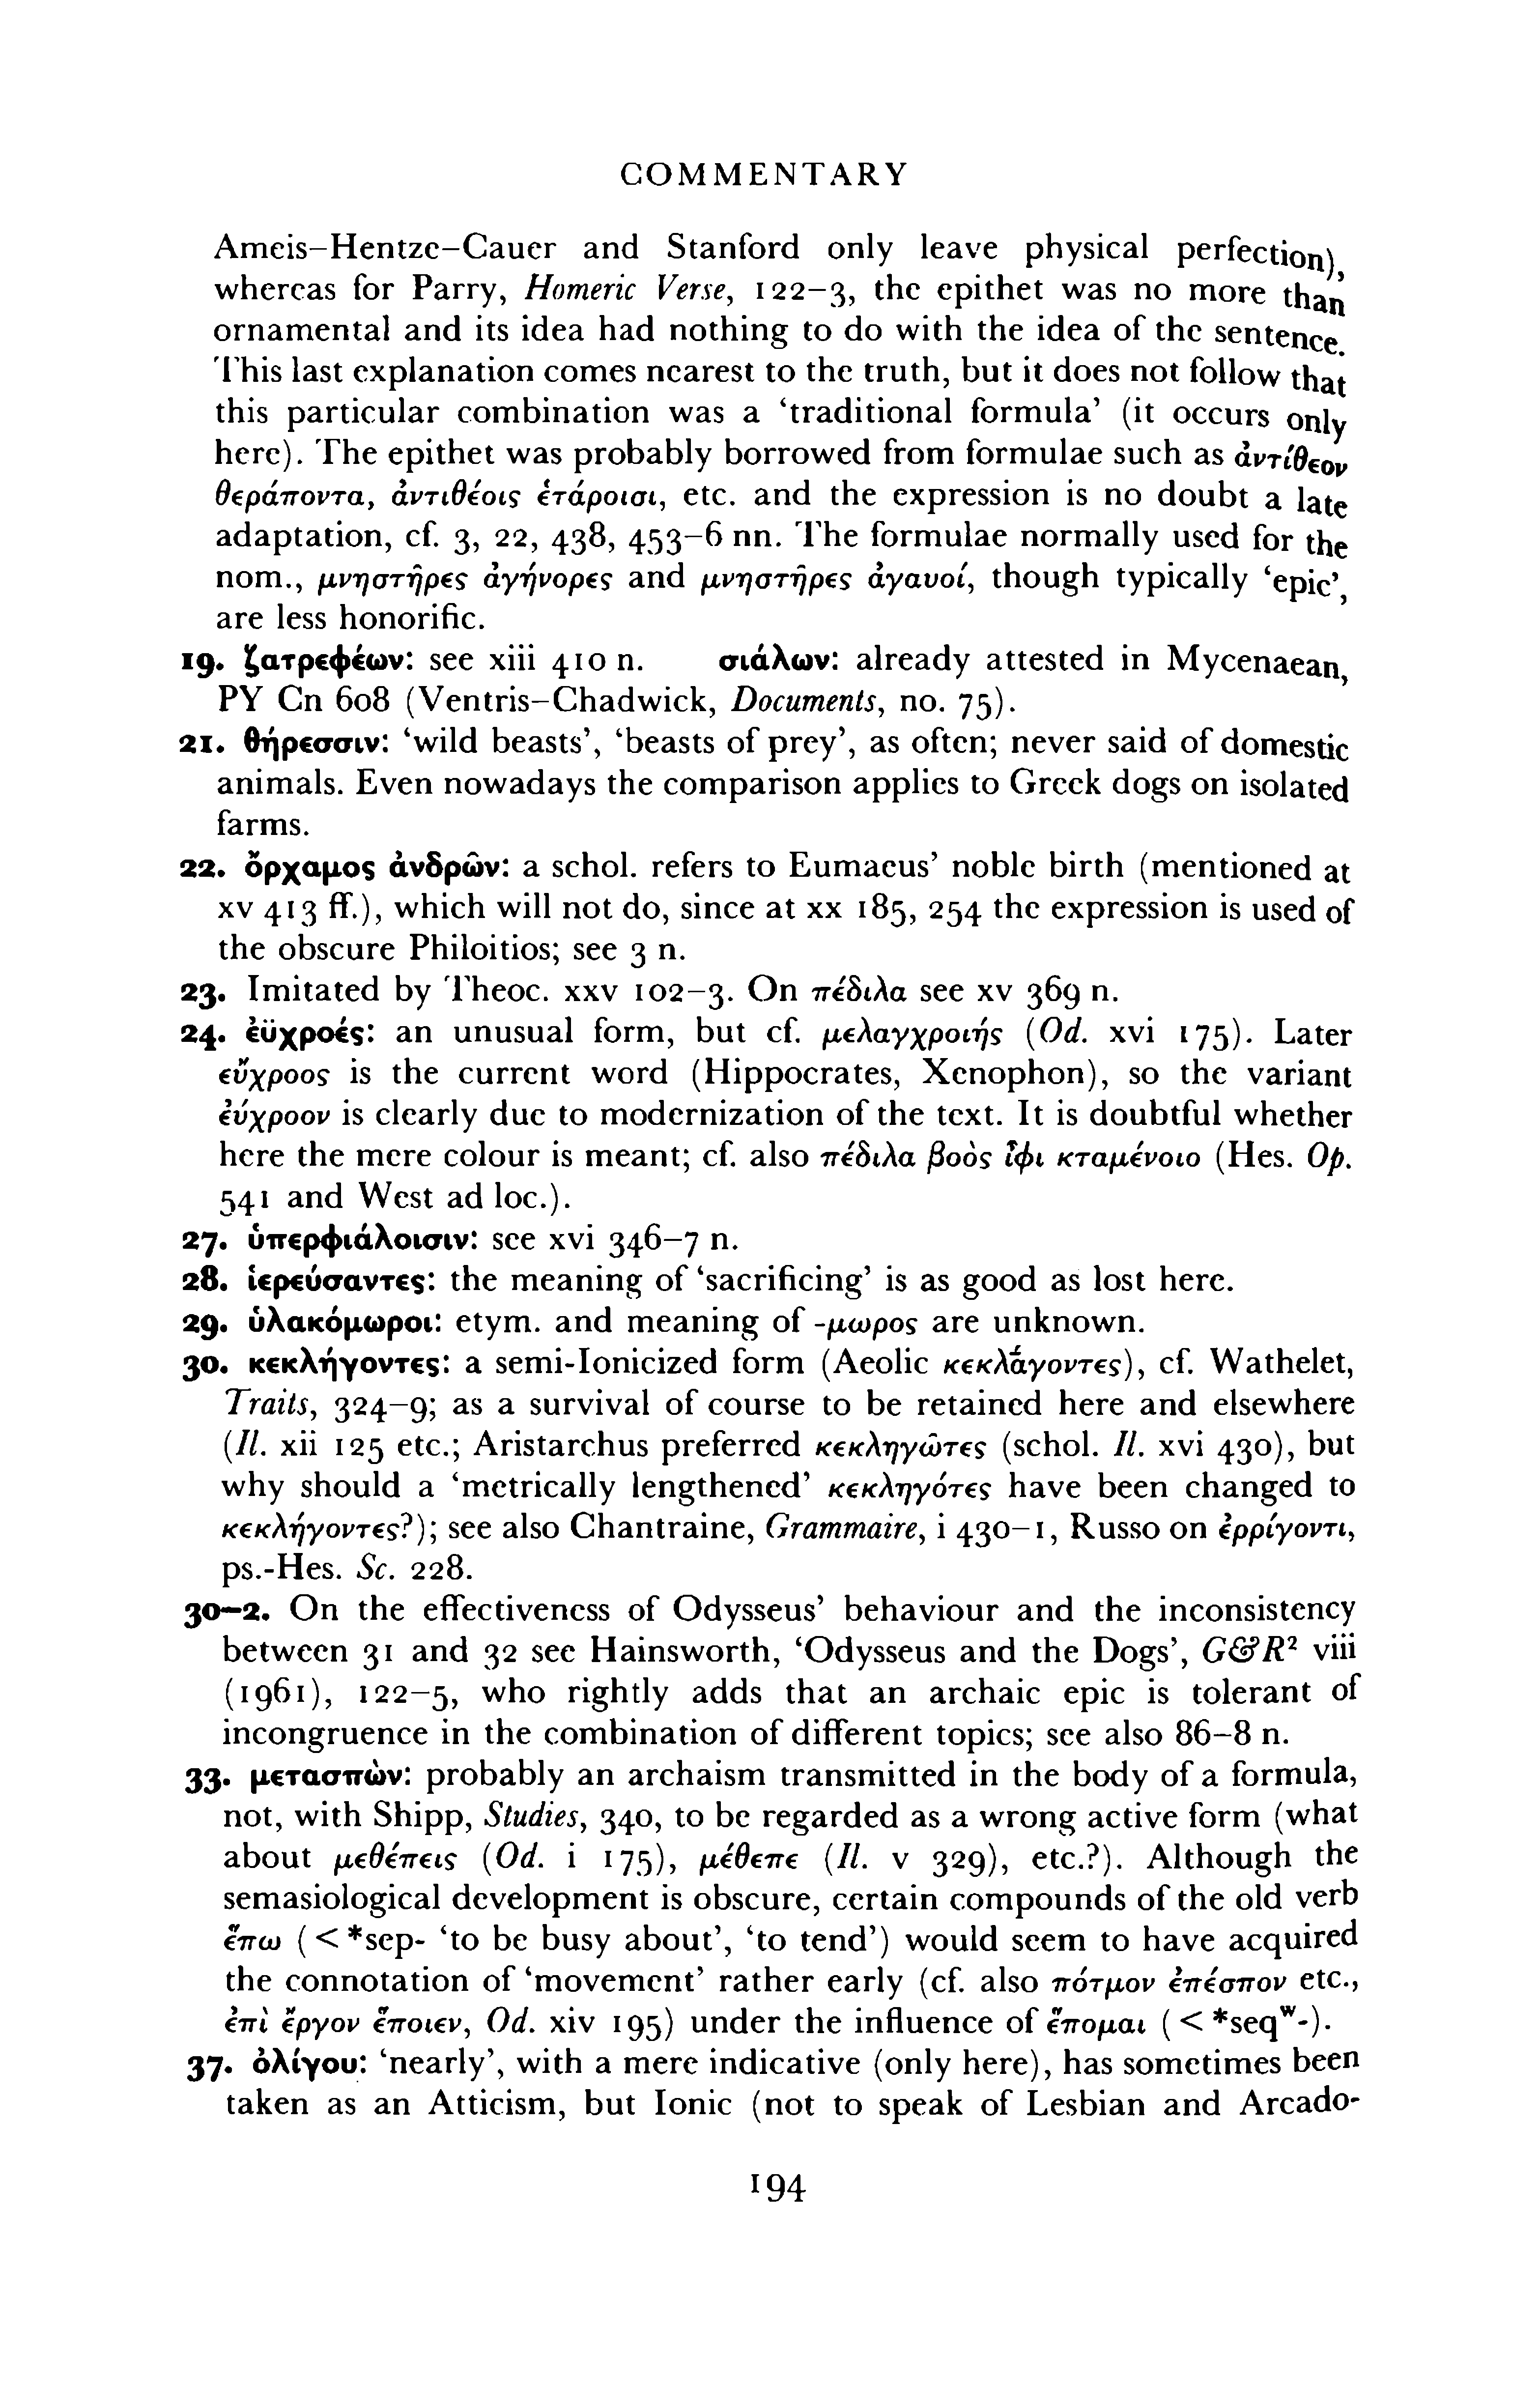 COMMENTARY
Ameis–Hentze–Cauer and Stanford only leave physical perfection),
whereas for Parry, Homeric Verse, 122–3, the epithet was no more than
ornamental and its idea had nothing to do with the idea of the sentence.
This last explanation comes nearest to the truth, but it does not follow that
this particular combination was a ‘traditional formula’ (it occurs only
here). The epithet was probably borrowed from formulae such as ἀντίθεον
θεράποντα, ἀντιθέοις ἑτάροισι, etc. and the expression is no doubt a late
adaptation, cf. 3, 22, 438, 453–6 nn. The formulae normally used for the
nom., μνηστῆρες ἀγήνορες and μνηστῆρες ἀγαυοί, though typically ‘epic’,
are less honorific.
19. ζατρεφέων: see xiii 410 n. σιάλων: already attested in Mycenaean,
PY Cn 608 (Ventris–Chadwick, Documents, no. 75).
21. θήρεσσιν: ‘wild beasts’, ‘beasts of prey’, as often; never said of domestic
animals. Even nowadays the comparison applies to Greek dogs on isolated
farms.
22. ὄρχαμος ἀνδρῶν: a schol. refers to Eumaeus’ noble birth (mentioned at
xv 413 ff.), which will not do, since at xx 185, 254 the expression is used of
the obscure Philoitios; see 3 n.
23. Imitated by Theoc. xxv 102–3. On πέδιλα see xv 369 n.
24. ἐϋχροές: an unusual form, but cf. μελαγχροιής (Od. xvi 175). Later
εὔχροος is the current word (Hippocrates, Xenophon), so the variant
ἐύχροον is clearly due to modernization of the text. It is doubtful whether
here the mere colour is meant; cf. also πέδιλα βοὸς ἶφι κταμένοιο (Hes. Op.
541 and West ad loc.).
27. ὑπερφιάλοισιν: see xvi 346–7 n.
28. ἱερεύσαντες: the meaning of ‘sacrificing’ is as good as lost here.
29. ὑλακόμωροι: etym. and meaning of -μωρος are unknown.
30. κεκλήγοντες: a semi-Ionicized form (Aeolic κεκλάγοντες), cf. Wathelet,
Traits, 324–9; as a survival of course to be retained here and elsewhere
(Il. xii 125 etc.; Aristarchus preferred κεκληγῶτες (schol. Il. xvi 430), but
why should a ‘metrically lengthened’ κεκληγότες have been changed to
κεκλήγοντες?); see also Chantraine, Grammaire, i 430–1, Russo on ἐρρίγοντι,
ps.-Hes. Sc. 228.
30–2. On the effectiveness of Odysseus’ behaviour and the inconsistency
between 31 and 32 see Hainsworth, ‘Odysseus and the Dogs’, G&R² viii
(1961), 122–5, who rightly adds that an archaic epic is tolerant of
incongruence in the combination of different topics; see also 86–8 n.
33. μετασπών: probably an archaism transmitted in the body of a formula,
not, with Shipp, Studies, 340, to be regarded as a wrong active form (what
about μεθέπεις (Od. i 175), μέθεπε (Il. v 329), etc.?). Although the
semasiological development is obscure, certain compounds of the old verb
ἕπω (<*sep- ‘to be busy about’, ‘to tend’) would seem to have acquired
the connotation of ‘movement’ rather early (cf. also πότμον ἐπέσπον etc.,
ἐπὶ ἔργον ἕποιεν, Od. xiv 195) under the influence of ἕπομαι (<*seqʷ-).
37. ὀλίγου: ‘nearly’, with a mere indicative (only here), has sometimes been
taken as an Atticism, but Ionic (not to speak of Lesbian and Arcado-
194